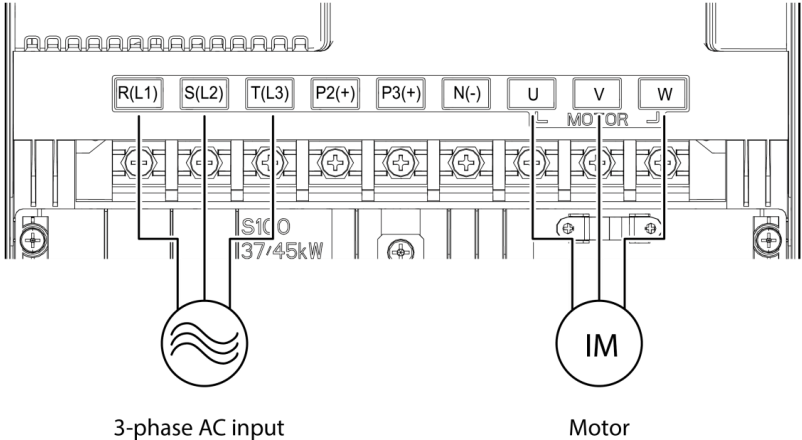 R(L1) S(L2) T(L3) P2(+) P3(+) N(-) U V W
MOTOR
S100
37/45kW
IM
3-phase AC input Motor